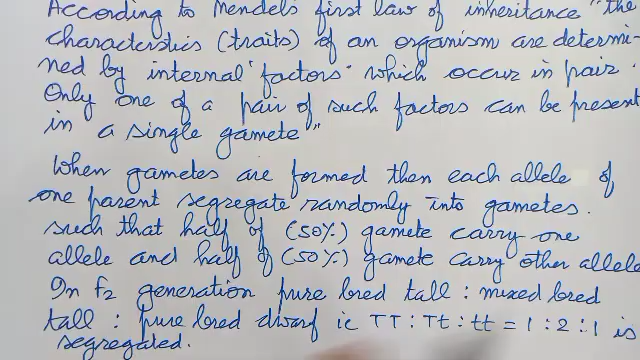 According to Mendels first law of inheritance "the
characteristics (traits) of an organism are determi-
ned by internal 'factors' which occur in pair.
Only one of a pair of such factors can be present
in a single gamete"
When gametes are formed then each allele of
one parent segregate randomly into gametes.
such that half of (50%) gamete carry one
allele and half of (50%) gamete carry other allele
In f2 generation pure bred tall : mixed bred
tall : pure bred dwarf ie TT : Tt : tt = 1 : 2 : 1 is
segregated.